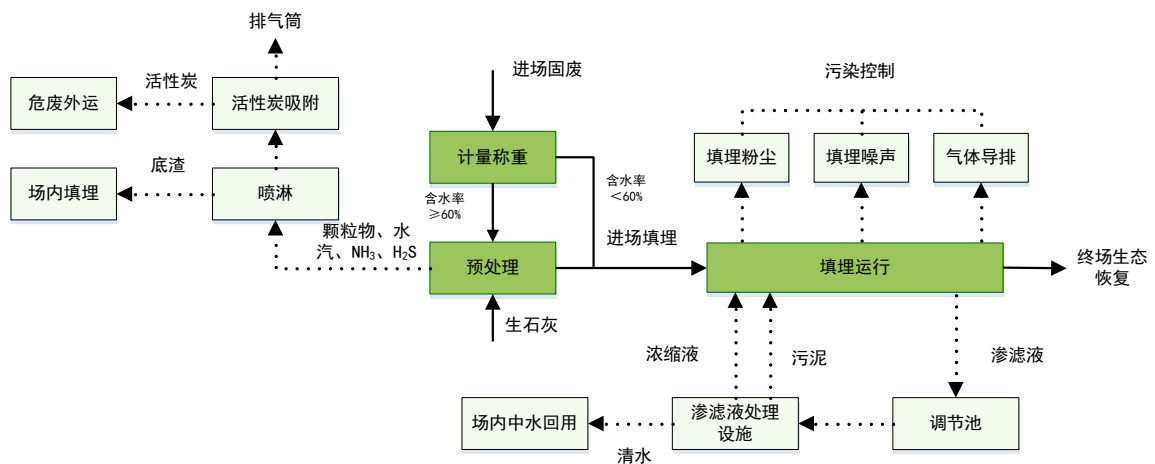 排气筒
进场固废
污染控制
活性炭
危废外运
活性炭吸附
计量称重
填埋粉尘
填埋噪声
气体导排
底渣
场内填埋
喷淋
含水率
≥60%
含水率
＜60%
颗粒物、水
汽、NH₃、H₂S
进场填埋
预处理
填埋运行
终场生态
恢复
生石灰
浓缩液
污泥
渗滤液
场内中水回用
渗滤液处理
设施
调节池
清水